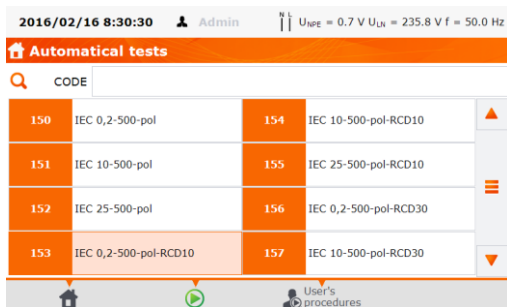 2016/02/16 8:30:30 Admin N L UNPE = 0.7 V ULN = 235.8 V f = 50.0 Hz
Automatical tests
CODE
150 IEC 0,2-500-pol 154 IEC 10-500-pol-RCD10
151 IEC 10-500-pol 155 IEC 25-500-pol-RCD10
152 IEC 25-500-pol 156 IEC 0,2-500-pol-RCD30
153 IEC 0,2-500-pol-RCD10 157 IEC 10-500-pol-RCD30
User's
procedures